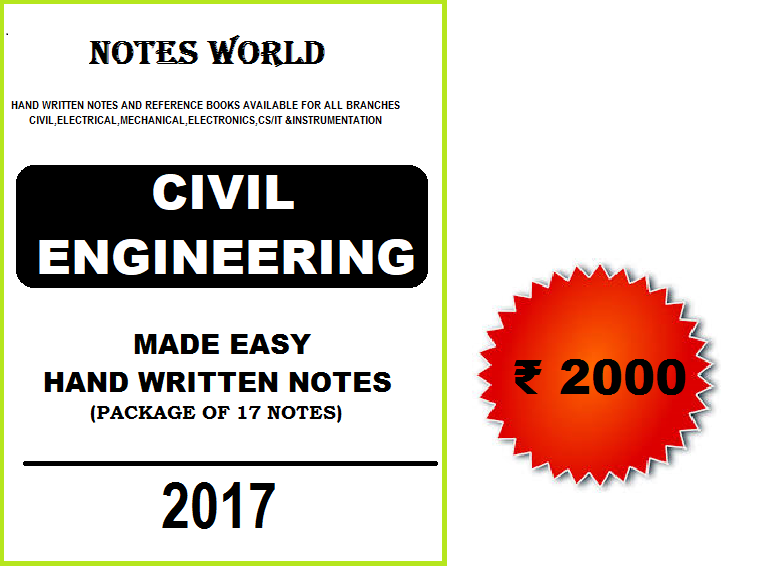 NOTES WORLD
HAND WRITTEN NOTES AND REFERENCE BOOKS AVAILABLE FOR ALL BRANCHES
CIVIL,ELECTRICAL,MECHANICAL,ELECTRONICS,CS/IT &INSTRUMENTATION
CIVIL
ENGINEERING
MADE EASY
HAND WRITTEN NOTES
(PACKAGE OF 17 NOTES)
2017
₹ 2000